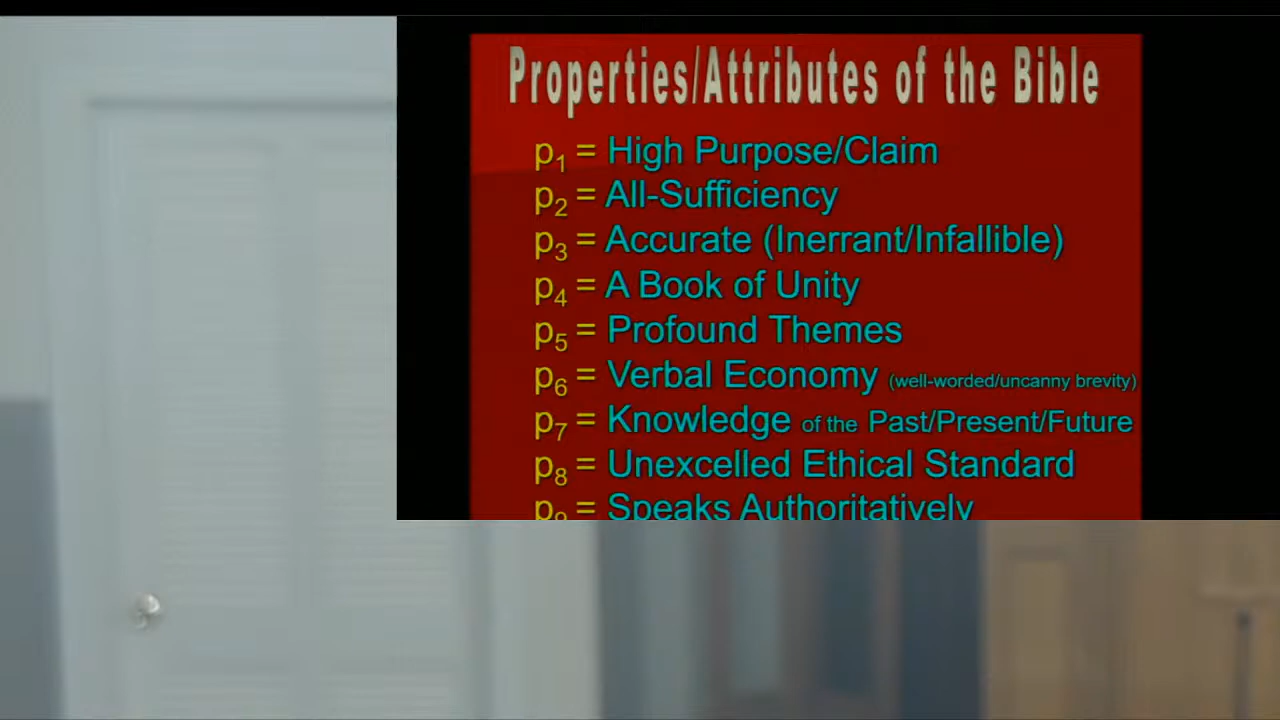 Properties/Attributes of the Bible
p1 = High Purpose/Claim
p2 = All-Sufficiency
p3 = Accurate (Inerrant/Infallible)
p4 = A Book of Unity
p5 = Profound Themes
p6 = Verbal Economy (well-worded/uncanny brevity)
p7 = Knowledge of the Past/Present/Future
p8 = Unexcelled Ethical Standard
p9 = Speaks Authoritatively